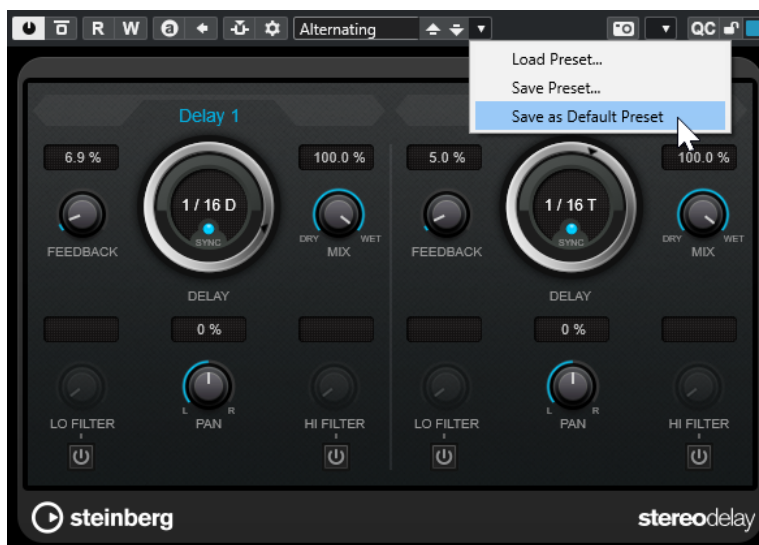 R W a Alternating QC
Load Preset...
Save Preset...
Save as Default Preset
Delay 1
6.9 % 100.0 % 5.0 % 100.0 %
1 / 16 D 1 / 16 T
SYNC SYNC
DRY WET DRY WET
FEEDBACK MIX FEEDBACK MIX
DELAY DELAY
0 % 0 %
L R L R
LO FILTER PAN HI FILTER LO FILTER PAN HI FILTER
steinberg stereodelay